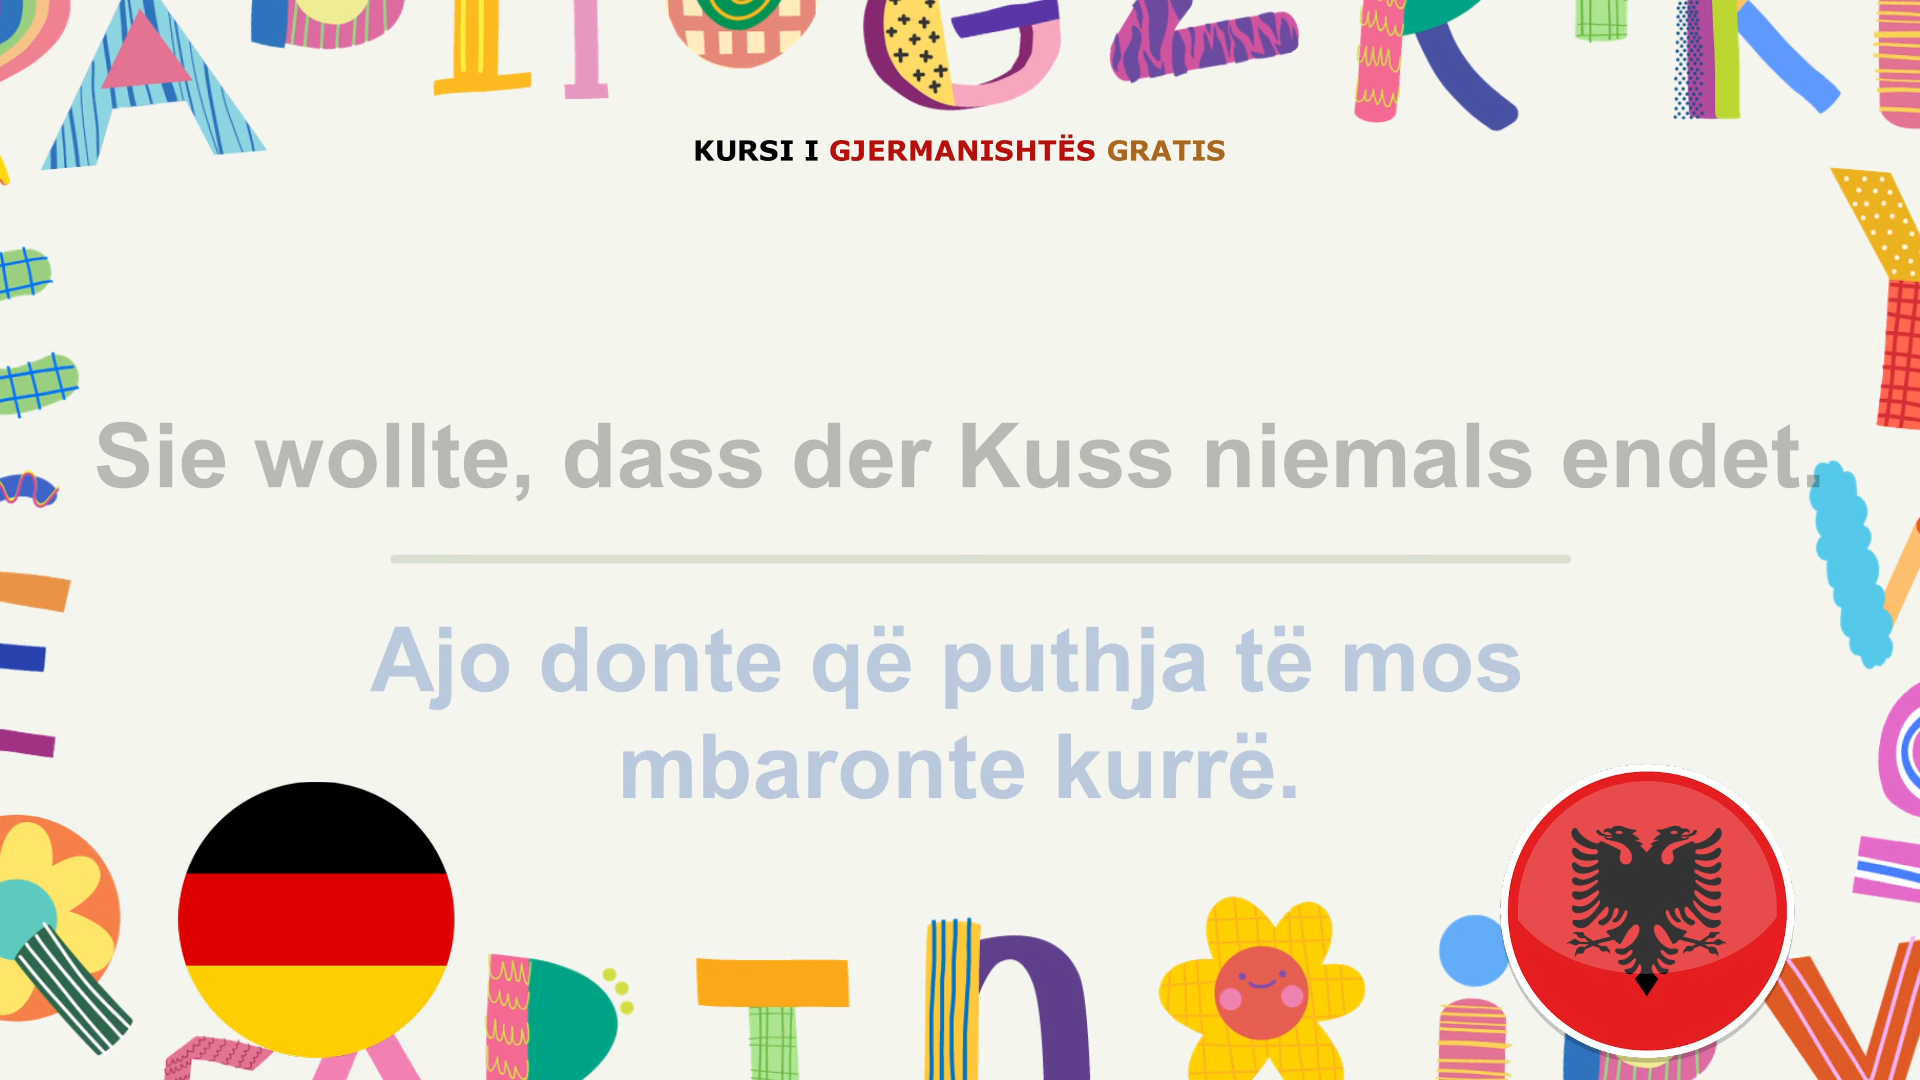 KURSI I GJERMANISHTËS GRATIS
Sie wollte, dass der Kuss niemals endet.
Ajo donte që puthja të mos
mbaronte kurrë.